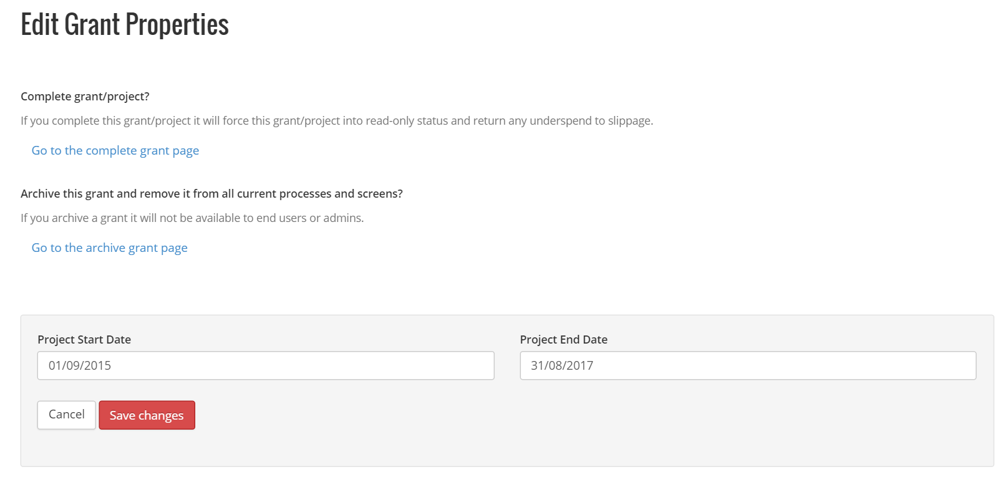 Edit Grant Properties
Complete grant/project?
If you complete this grant/project it will force this grant/project into read-only status and return any underspend to slippage.
Go to the complete grant page
Archive this grant and remove it from all current processes and screens?
If you archive a grant it will not be available to end users or admins.
Go to the archive grant page
Project Start Date
Project End Date
01/09/2015
31/08/2017
Cancel
Save changes